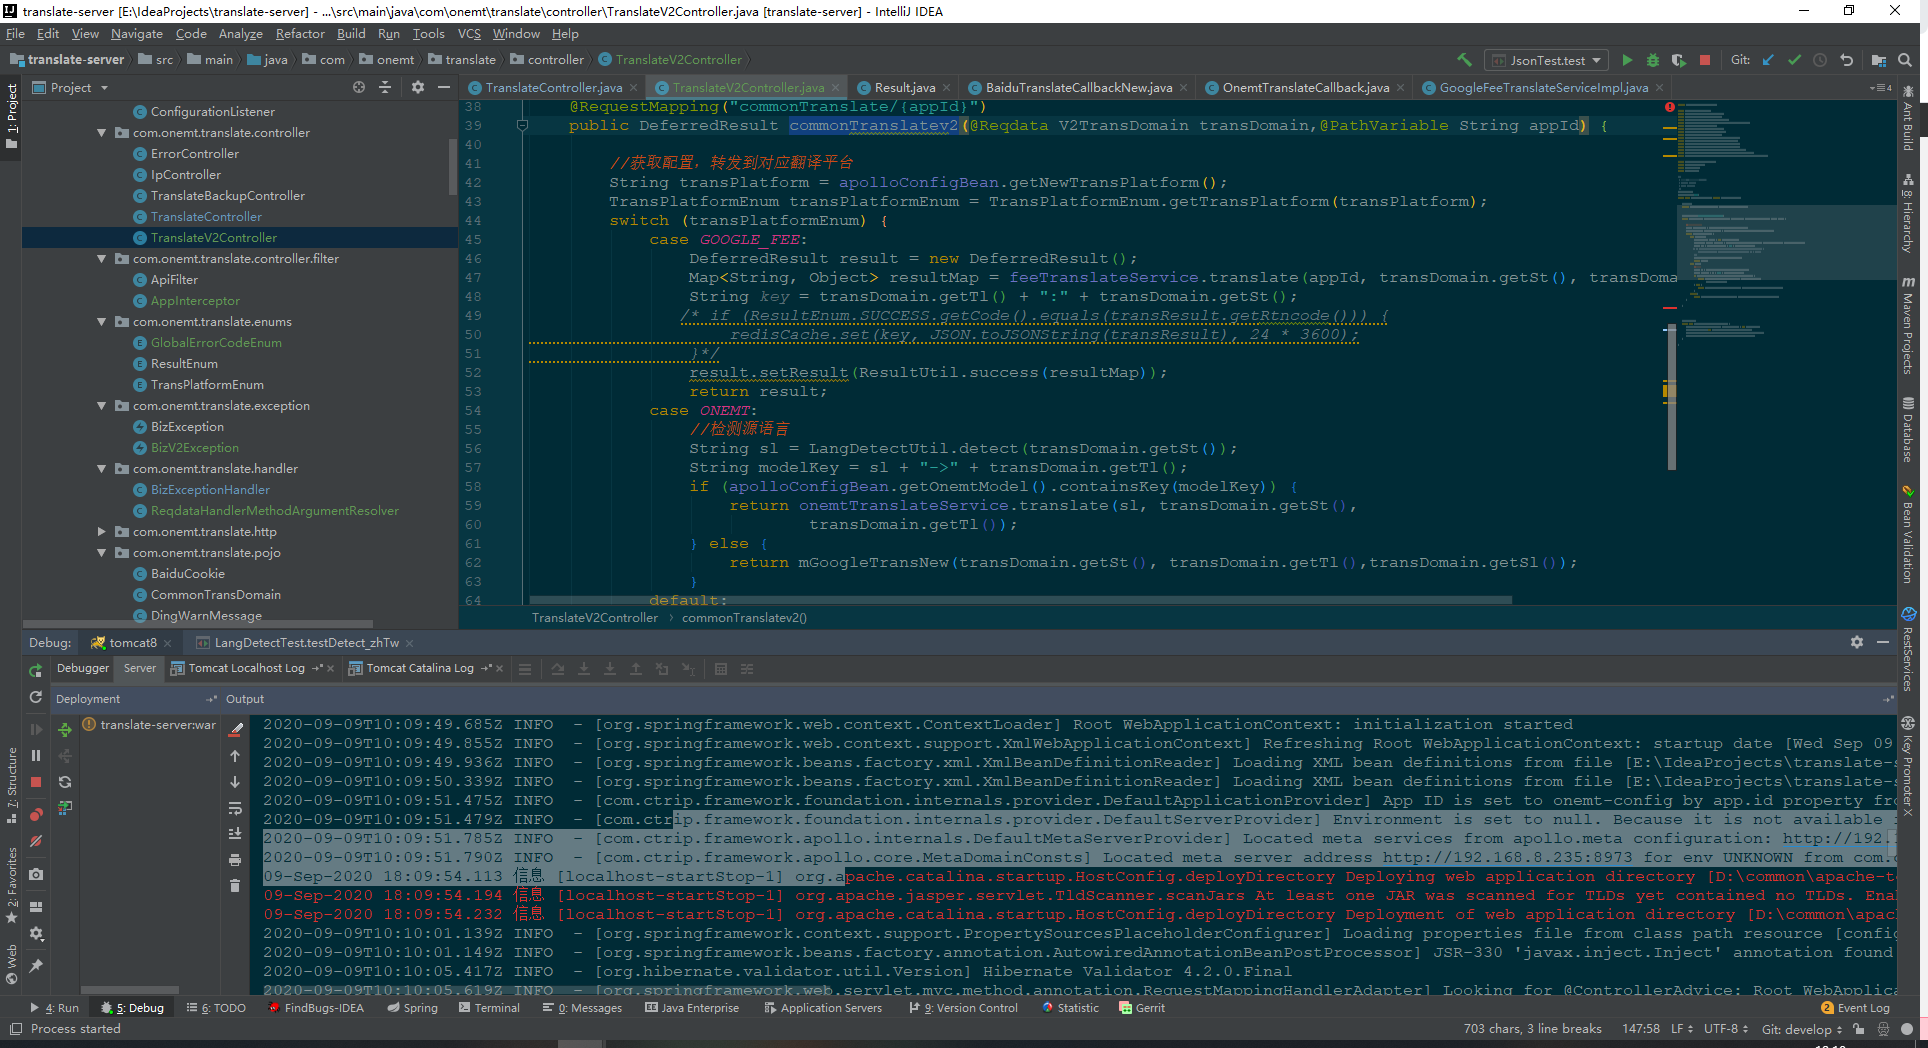 translate-server [E:\IdeaProjects\translate-server] - ...\src\main\java\com\onemt\translate\controller\TranslateV2Controller.java [translate-server] - IntelliJ IDEA
File Edit View Navigate Code Analyze Refactor Build Run Tools VCS Window Help
translate-server src main java com onemt translate controller TranslateV2Controller JsonTest.test Git:
Project TranslateController.java TranslateV2Controller.java Result.java BaiduTranslateCallbackNew.java OnemtTranslateCallback.java GoogleFeeTranslateServiceImpl.java
1: Project
ConfigurationListener
com.onemt.translate.controller
ErrorController
IpController
TranslateBackupController
TranslateController
TranslateV2Controller
com.onemt.translate.controller.filter
ApiFilter
AppInterceptor
com.onemt.translate.enums
GlobalErrorCodeEnum
ResultEnum
TransPlatformEnum
com.onemt.translate.exception
BizException
BizV2Exception
com.onemt.translate.handler
BizExceptionHandler
ReqdataHandlerMethodArgumentResolver
com.onemt.translate.http
com.onemt.translate.pojo
BaiduCookie
CommonTransDomain
DingWarnMessage
38 @RequestMapping("commonTranslate/{appId}")
39 public DeferredResult commonTranslatev2(@Reqdata V2TransDomain transDomain,@PathVariable String appId) {
40
41 //获取配置，转发到对应翻译平台
42 String transPlatform = apolloConfigBean.getNewTransPlatform();
43 TransPlatformEnum transPlatformEnum = TransPlatformEnum.getTransPlatform(transPlatform);
44 switch (transPlatformEnum) {
45 case GOOGLE_FEE:
46 DeferredResult result = new DeferredResult();
47 Map<String, Object> resultMap = feeTranslateService.translate(appId, transDomain.getSt(), transDoma
48 String key = transDomain.getTl() + ":" + transDomain.getSt();
49 /* if (ResultEnum.SUCCESS.getCode().equals(transResult.getRtncode())) {
50 redisCache.set(key, JSON.toJSONString(transResult), 24 * 3600);
51 }*/
52 result.setResult(ResultUtil.success(resultMap));
53 return result;
54 case ONEMT:
55 //检测源语言
56 String sl = LangDetectUtil.detect(transDomain.getSt());
57 String modelKey = sl + "->" + transDomain.getTl();
58 if (apolloConfigBean.getOnemtModel().containsKey(modelKey)) {
59 return onemtTranslateService.translate(sl, transDomain.getSt(),
60 transDomain.getTl());
61 } else {
62 return mGoogleTransNew(transDomain.getSt(), transDomain.getTl(),transDomain.getSl());
63 }
64 default:
TranslateV2Controller commonTranslatev2()
Ant Build
8: Hierarchy
Maven Projects
Database
Bean Validation
RestServices
Key Promoter X
Debug: tomcat8 LangDetectTest.testDetect_zhTw
Debugger Server Tomcat Localhost Log Tomcat Catalina Log
Deployment Output
translate-server:war
7: Structure
2: Favorites
Web
2020-09-09T10:09:49.685Z INFO - [org.springframework.web.context.ContextLoader] Root WebApplicationContext: initialization started
2020-09-09T10:09:49.855Z INFO - [org.springframework.web.context.support.XmlWebApplicationContext] Refreshing Root WebApplicationContext: startup date [Wed Sep 09
2020-09-09T10:09:49.936Z INFO - [org.springframework.beans.factory.xml.XmlBeanDefinitionReader] Loading XML bean definitions from file [E:\IdeaProjects\translate-s
2020-09-09T10:09:50.339Z INFO - [org.springframework.beans.factory.xml.XmlBeanDefinitionReader] Loading XML bean definitions from file [E:\IdeaProjects\translate-s
2020-09-09T10:09:51.475Z INFO - [com.ctrip.framework.foundation.internals.provider.DefaultApplicationProvider] App ID is set to onemt-config by app.id property fro
2020-09-09T10:09:51.479Z INFO - [com.ctrip.framework.foundation.internals.provider.DefaultServerProvider] Environment is set to null. Because it is not available i
2020-09-09T10:09:51.785Z INFO - [com.ctrip.framework.apollo.internals.DefaultMetaServerProvider] Located meta services from apollo.meta configuration: http://192.
2020-09-09T10:09:51.790Z INFO - [com.ctrip.framework.apollo.core.MetaDomainConsts] Located meta server address http://192.168.8.235:8973 for env UNKNOWN from com.c
09-Sep-2020 18:09:54.113 信息 [localhost-startStop-1] org.apache.catalina.startup.HostConfig.deployDirectory Deploying web application directory [D:\common\apache-to
09-Sep-2020 18:09:54.194 信息 [localhost-startStop-1] org.apache.jasper.servlet.TldScanner.scanJars At least one JAR was scanned for TLDs yet contained no TLDs. Enal
09-Sep-2020 18:09:54.232 信息 [localhost-startStop-1] org.apache.catalina.startup.HostConfig.deployDirectory Deployment of web application directory [D:\common\apac
2020-09-09T10:10:01.139Z INFO - [org.springframework.context.support.PropertySourcesPlaceholderConfigurer] Loading properties file from class path resource [config
2020-09-09T10:10:01.149Z INFO - [org.springframework.beans.factory.annotation.AutowiredAnnotationBeanPostProcessor] JSR-330 'javax.inject.Inject' annotation found
2020-09-09T10:10:05.417Z INFO - [org.hibernate.validator.util.Version] Hibernate Validator 4.2.0.Final
2020-09-09T10:10:05.619Z INFO - [org.springframework.web.servlet.mvc.method.annotation.RequestMappingHandlerAdapter] Looking for @ControllerAdvice: Root WebApplica
4: Run 5: Debug 6: TODO FindBugs-IDEA Spring Terminal 0: Messages Java Enterprise Application Servers 9: Version Control Statistic Gerrit 2 Event Log
Process started 703 chars, 3 line breaks 147:58 LF UTF-8 Git: develop